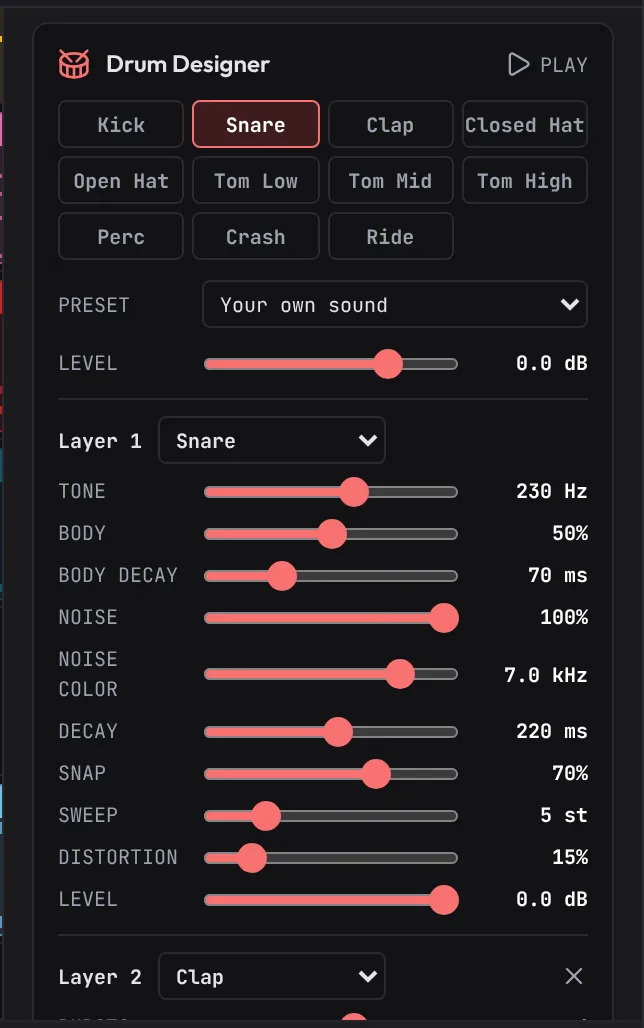 Drum Designer PLAY
Kick Snare Clap Closed Hat
Open Hat Tom Low Tom Mid Tom High
Perc Crash Ride
PRESET Your own sound
LEVEL 0.0 dB
Layer 1 Snare
TONE 230 Hz
BODY 50%
BODY DECAY 70 ms
NOISE 100%
NOISE
COLOR 7.0 kHz
DECAY 220 ms
SNAP 70%
SWEEP 5 st
DISTORTION 15%
LEVEL 0.0 dB
Layer 2 Clap